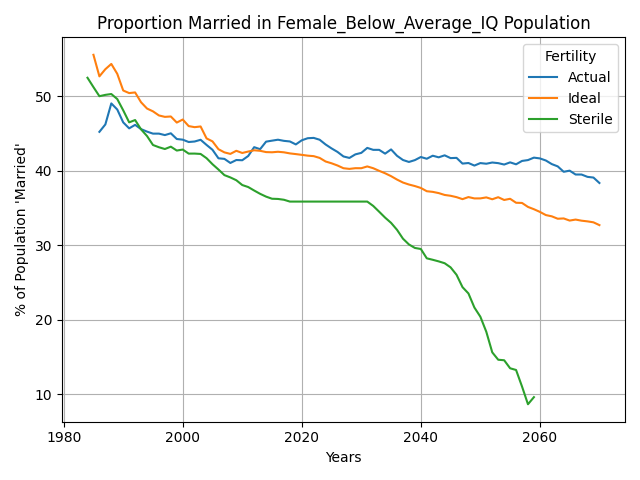 Proportion Married in Female_Below_Average_IQ Population
% of Population 'Married'
50
40
30
20
10
Fertility
Actual
Ideal
Sterile
1980
2000
2020
2040
2060
Years